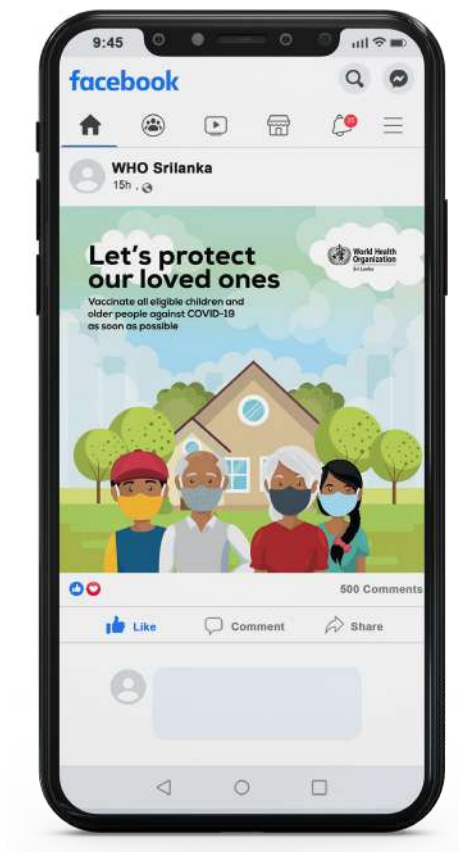 9:45
facebook
25
WHO Srilanka
15h .
Let's protect
our loved ones
World Health
Organization
Sri Lanka
Vaccinate all eligible children and
older people against COVID-19
as soon as possible
500 Comments
Like Comment Share